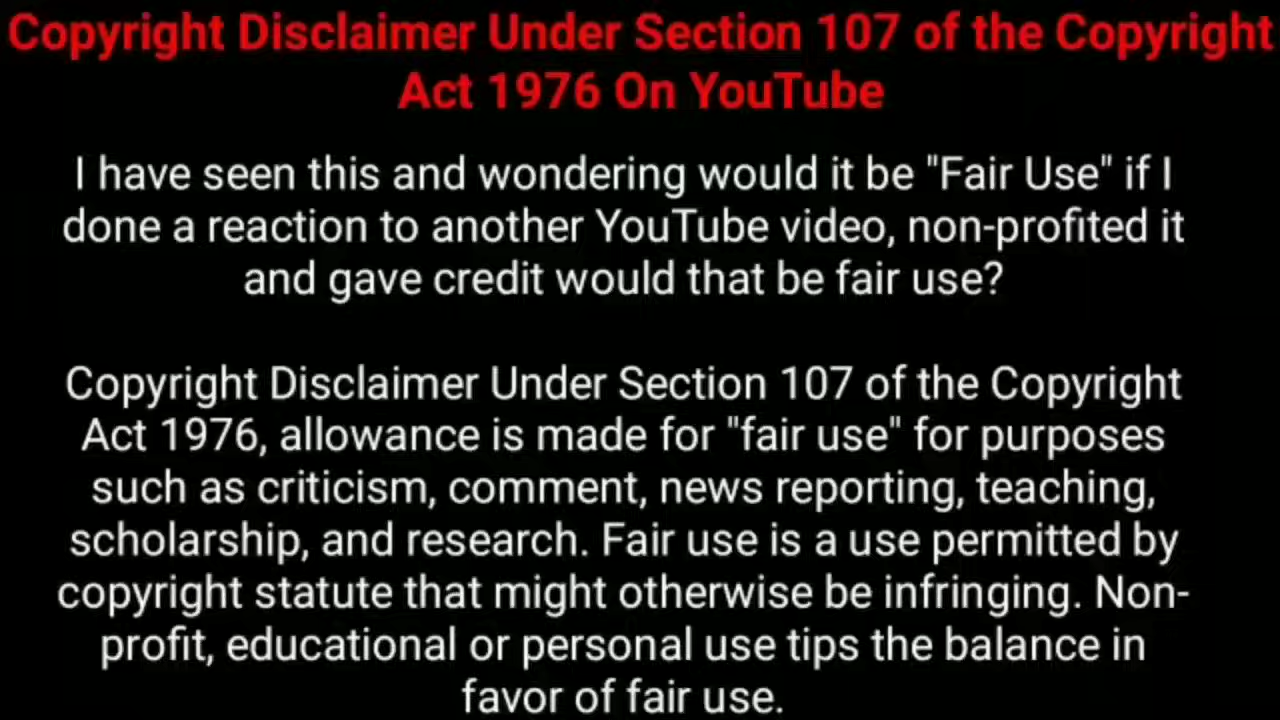 Copyright Disclaimer Under Section 107 of the Copyright
Act 1976 On YouTube
I have seen this and wondering would it be "Fair Use" if I
done a reaction to another YouTube video, non-profited it
and gave credit would that be fair use?
Copyright Disclaimer Under Section 107 of the Copyright
Act 1976, allowance is made for "fair use" for purposes
such as criticism, comment, news reporting, teaching,
scholarship, and research. Fair use is a use permitted by
copyright statute that might otherwise be infringing. Non-
profit, educational or personal use tips the balance in
favor of fair use.